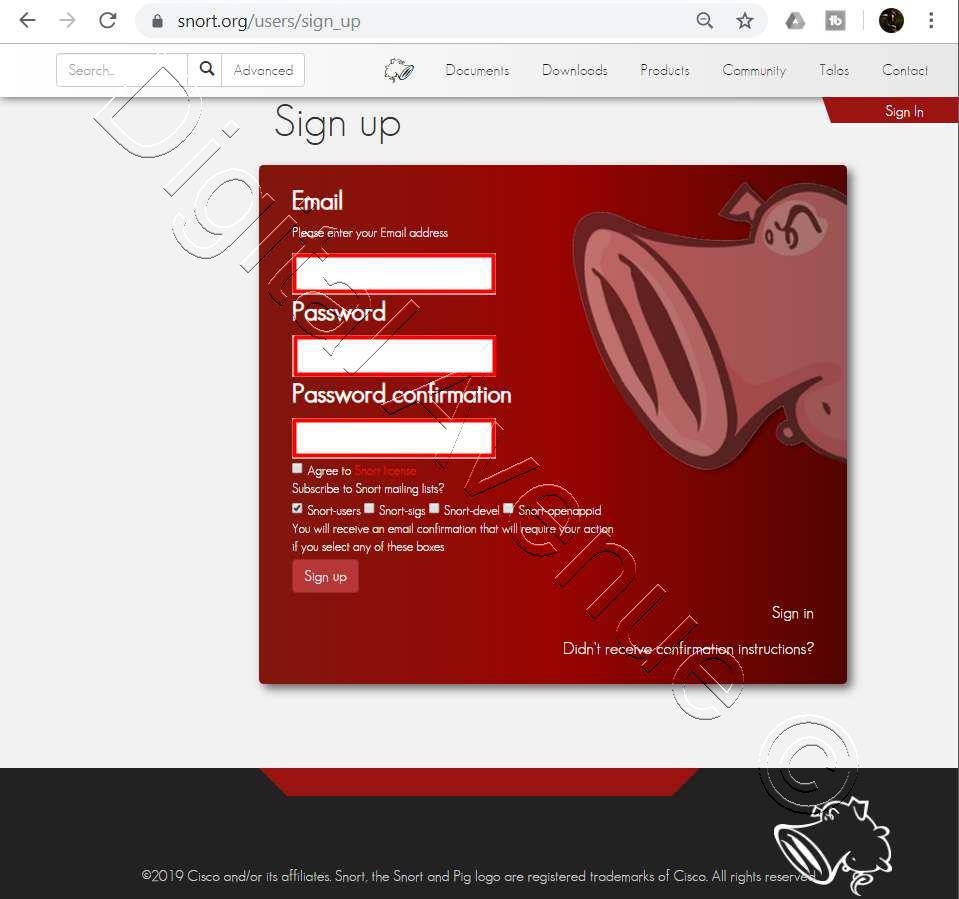 snort.org/users/sign_up
Search..
Advanced
Documents Downloads Products Community Talos Contact
Sign In
Sign up
Email
Please enter your Email address
Password
Password confirmation
Agree to Snort license
Subscribe to Snort mailing lists?
Snort-users Snort-sigs Snort-devel Snort-openappid
You will receive an email confirmation that will require your action
if you select any of these boxes
Sign up
Sign in
Didn't receive confirmation instructions?
©2019 Cisco and/or its affiliates. Snort, the Snort and Pig logo are registered trademarks of Cisco. All rights reserved.
Digital Avenue ©